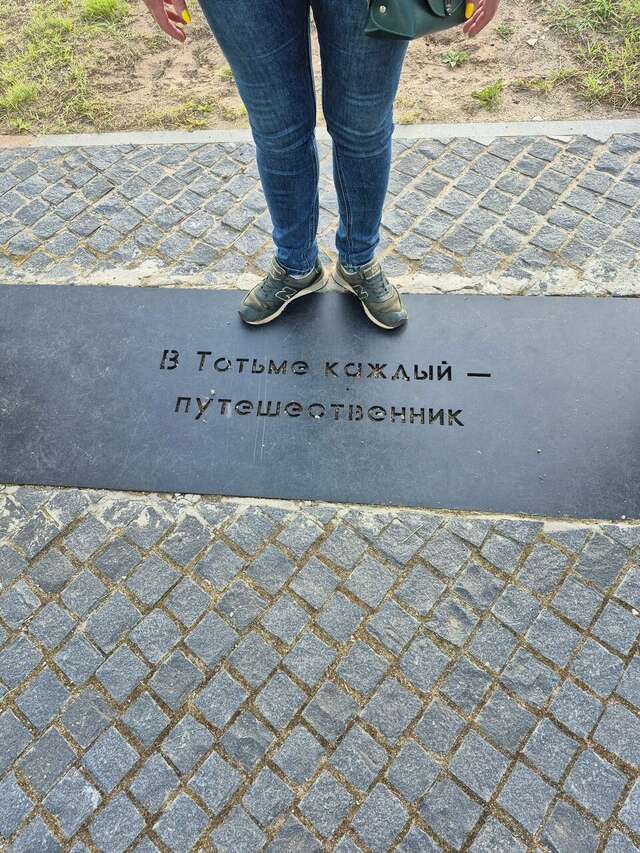 В Тотьме каждый —
путешественник